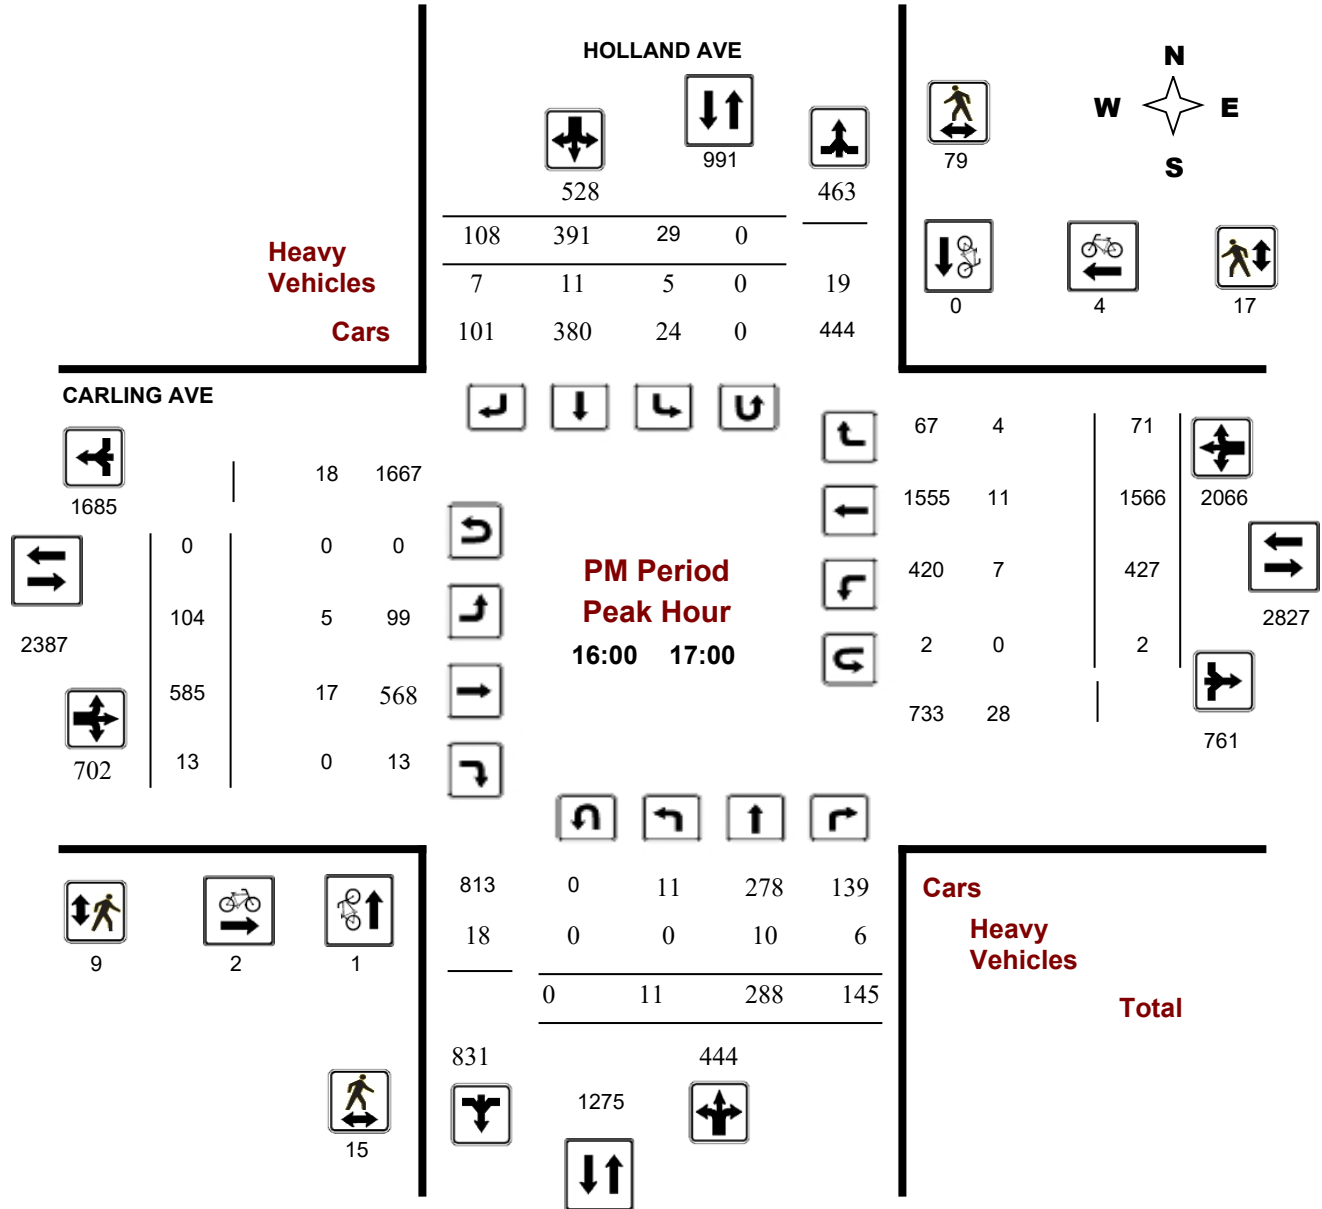 HOLLAND AVE
N
W E
S
991
79
528 463
108 391 29 0
Heavy
Vehicles
7 11 5 0 19
0 4 17
Cars
101 380 24 0 444
CARLING AVE
67 4 71
18 1667
1685
1555 11 1566 2066
0 0 0
PM Period
420 7 427
Peak Hour
104 5 99
2827
2387
16:00 17:00
2 0 2
585 17 568
733 28
761
702 13 0 13
813 0 11 278 139
Cars
18 0 0 10 6
Heavy
Vehicles
9 2 1
0 11 288 145
Total
831 444
1275
15